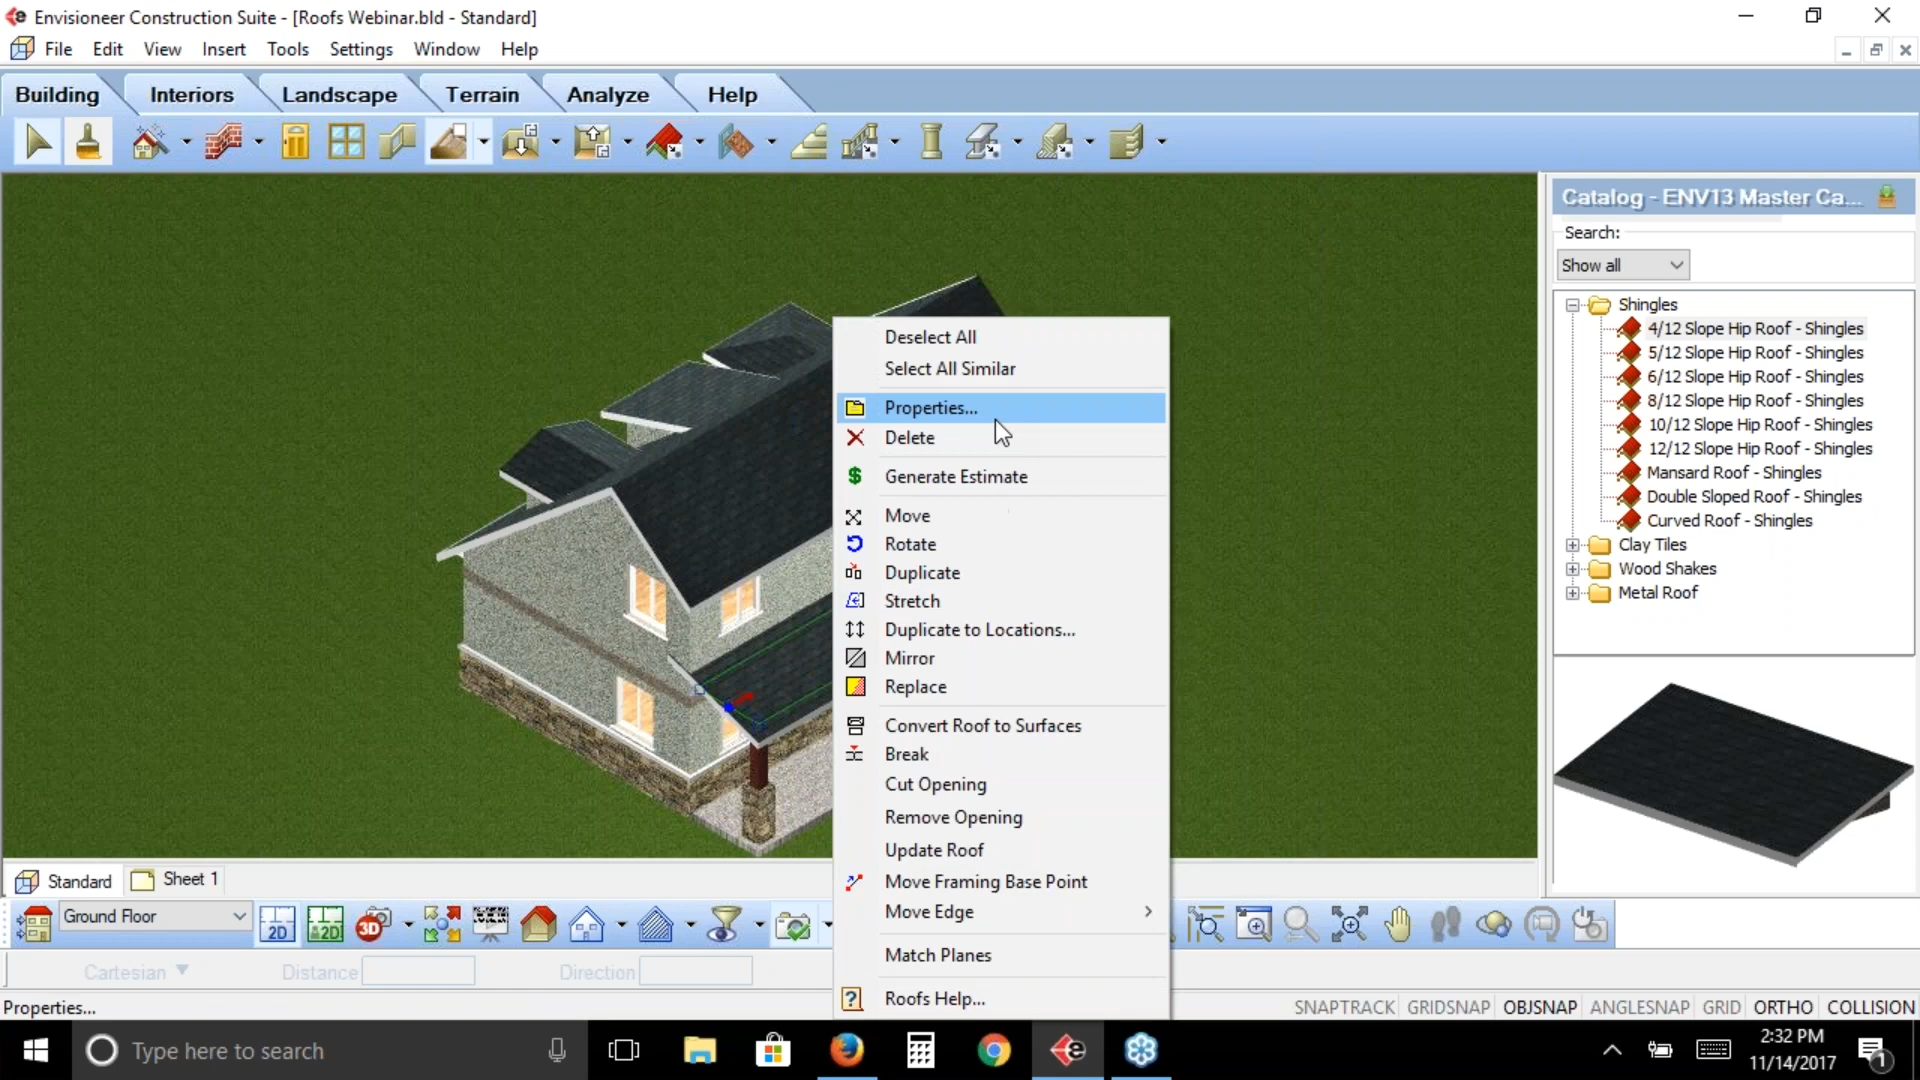 Envisioneer Construction Suite - [Roofs Webinar.bld - Standard]
File Edit View Insert Tools Settings Window Help
Building Interiors Landscape Terrain Analyze Help
Catalog - ENV13 Master Ca...
Search:
Show all
Shingles
4/12 Slope Hip Roof - Shingles
5/12 Slope Hip Roof - Shingles
6/12 Slope Hip Roof - Shingles
8/12 Slope Hip Roof - Shingles
10/12 Slope Hip Roof - Shingles
12/12 Slope Hip Roof - Shingles
Mansard Roof - Shingles
Double Sloped Roof - Shingles
Curved Roof - Shingles
Clay Tiles
Wood Shakes
Metal Roof
Deselect All
Select All Similar
Properties...
Delete
Generate Estimate
Move
Rotate
Duplicate
Stretch
Duplicate to Locations...
Mirror
Replace
Convert Roof to Surfaces
Break
Cut Opening
Remove Opening
Update Roof
Move Framing Base Point
Move Edge
Match Planes
Roofs Help...
Standard Sheet 1
Ground Floor 2D 2D 3D
Cartesian Distance Direction
Properties... SNAPTRACK GRIDSNAP OBJSNAP ANGLESNAP GRID ORTHO COLLISION
Type here to search
2:32 PM
11/14/2017
1